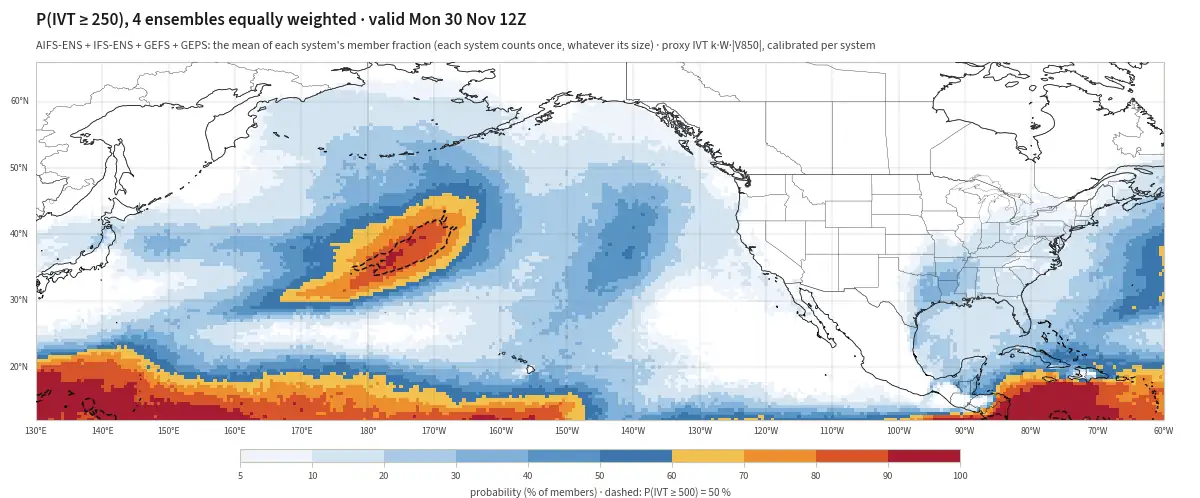 P(IVT ≥ 250), 4 ensembles equally weighted · valid Mon 30 Nov 12Z
AIFS-ENS + IFS-ENS + GEFS + GEPS: the mean of each system's member fraction (each system counts once, whatever its size) · proxy IVT k·W·|V850|, calibrated per system
60°N
50°N
40°N
30°N
20°N
130°E 140°E 150°E 160°E 170°E 180° 170°W 160°W 150°W 140°W 130°W 120°W 110°W 100°W 90°W 80°W 70°W 60°W
5 10 20 30 40 50 60 70 80 90 100
probability (% of members) · dashed: P(IVT ≥ 500) = 50 %